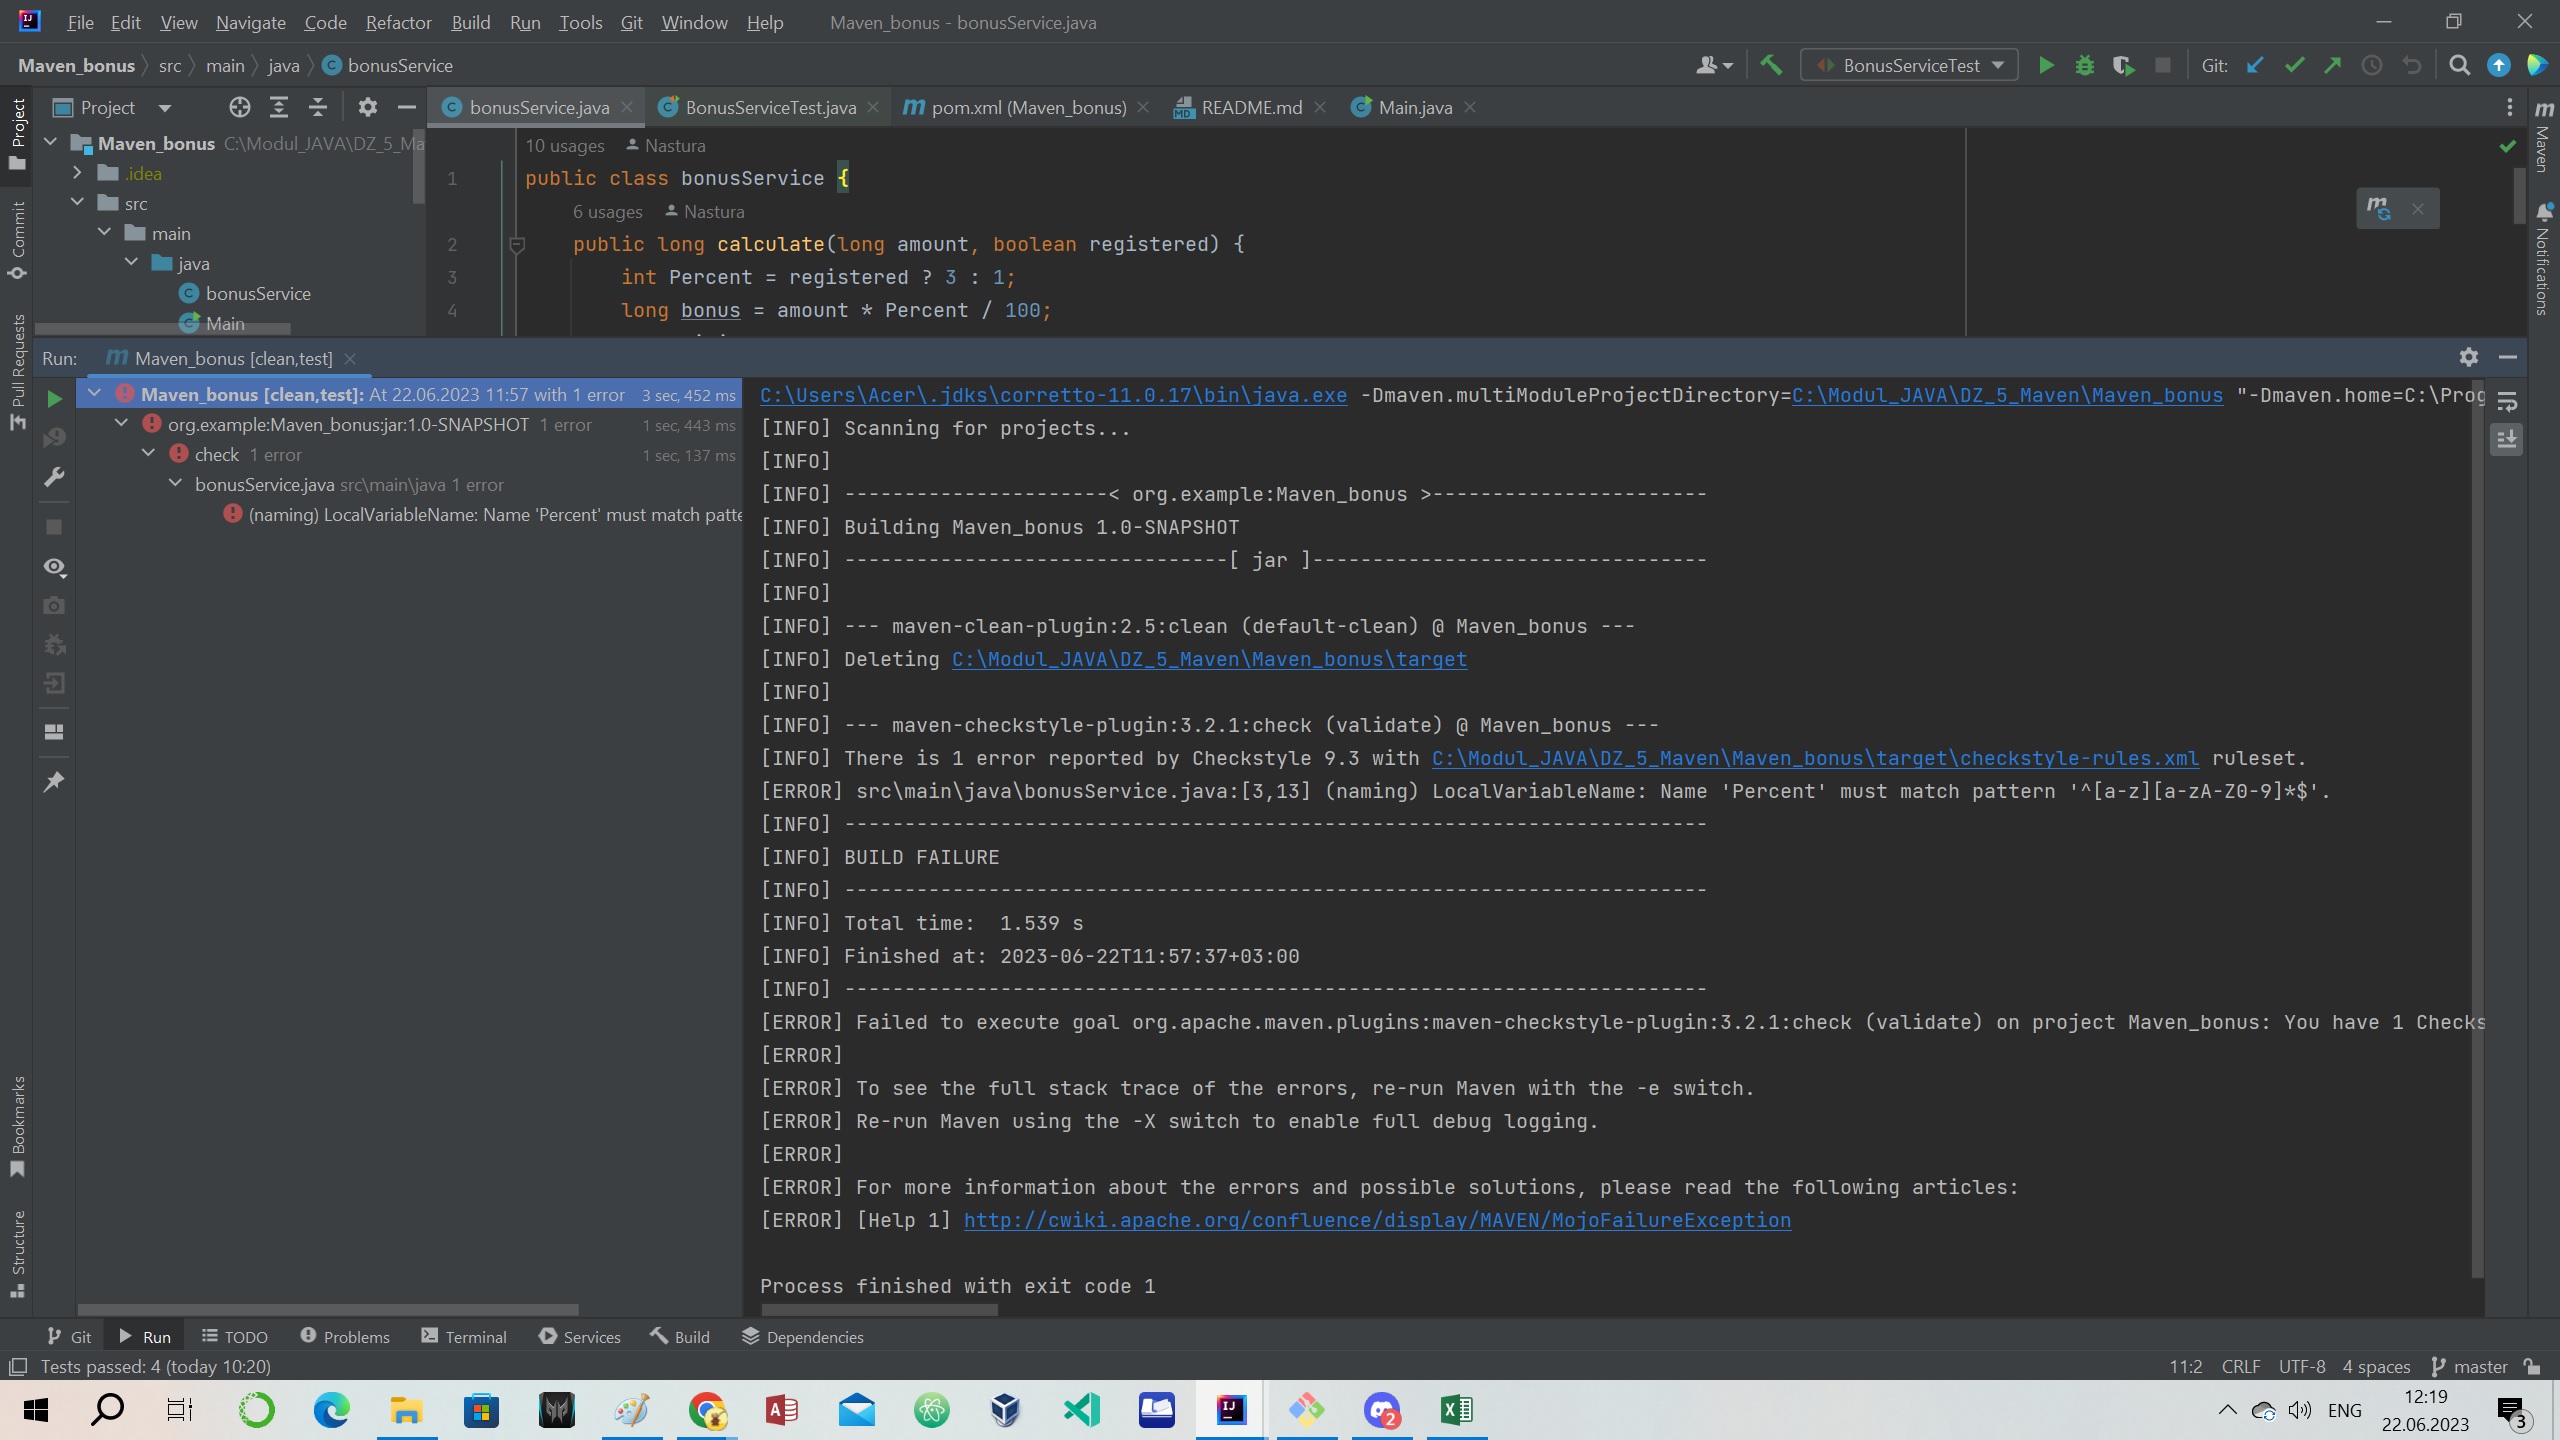 File Edit View Navigate Code Refactor Build Run Tools Git Window Help Maven_bonus - bonusService.java
Maven_bonus src main java bonusService BonusServiceTest Git:
Project bonusService.java BonusServiceTest.java pom.xml (Maven_bonus) README.md Main.java
Maven_bonus C:\Modul_JAVA\DZ_5_Ma
.idea
src
main
java
bonusService
Main
10 usages Nastura
1 public class bonusService {
6 usages Nastura
2 public long calculate(long amount, boolean registered) {
3 int Percent = registered ? 3 : 1;
4 long bonus = amount * Percent / 100;
Project
Commit
Pull Requests
Bookmarks
Structure
Maven
Notifications
Run: Maven_bonus [clean,test]
Maven_bonus [clean,test]: At 22.06.2023 11:57 with 1 error 3 sec, 452 ms
org.example:Maven_bonus:jar:1.0-SNAPSHOT 1 error 1 sec, 443 ms
check 1 error 1 sec, 137 ms
bonusService.java src\main\java 1 error
(naming) LocalVariableName: Name 'Percent' must match patte
C:\Users\Acer\.jdks\corretto-11.0.17\bin\java.exe -Dmaven.multiModuleProjectDirectory=C:\Modul_JAVA\DZ_5_Maven\Maven_bonus "-Dmaven.home=C:\Prog
[INFO] Scanning for projects...
[INFO]
[INFO] ----------------------< org.example:Maven_bonus >-----------------------
[INFO] Building Maven_bonus 1.0-SNAPSHOT
[INFO] --------------------------------[ jar ]---------------------------------
[INFO]
[INFO] --- maven-clean-plugin:2.5:clean (default-clean) @ Maven_bonus ---
[INFO] Deleting C:\Modul_JAVA\DZ_5_Maven\Maven_bonus\target
[INFO]
[INFO] --- maven-checkstyle-plugin:3.2.1:check (validate) @ Maven_bonus ---
[INFO] There is 1 error reported by Checkstyle 9.3 with C:\Modul_JAVA\DZ_5_Maven\Maven_bonus\target\checkstyle-rules.xml ruleset.
[ERROR] src\main\java\bonusService.java:[3,13] (naming) LocalVariableName: Name 'Percent' must match pattern '^[a-z][a-zA-Z0-9]*$'.
[INFO] ------------------------------------------------------------------------
[INFO] BUILD FAILURE
[INFO] ------------------------------------------------------------------------
[INFO] Total time:  1.539 s
[INFO] Finished at: 2023-06-22T11:57:37+03:00
[INFO] ------------------------------------------------------------------------
[ERROR] Failed to execute goal org.apache.maven.plugins:maven-checkstyle-plugin:3.2.1:check (validate) on project Maven_bonus: You have 1 Checks
[ERROR]
[ERROR] To see the full stack trace of the errors, re-run Maven with the -e switch.
[ERROR] Re-run Maven using the -X switch to enable full debug logging.
[ERROR]
[ERROR] For more information about the errors and possible solutions, please read the following articles:
[ERROR] [Help 1] http://cwiki.apache.org/confluence/display/MAVEN/MojoFailureException
Process finished with exit code 1
Git Run TODO Problems Terminal Services Build Dependencies
Tests passed: 4 (today 10:20) 11:2 CRLF UTF-8 4 spaces master
2 ENG 12:19
22.06.2023 3